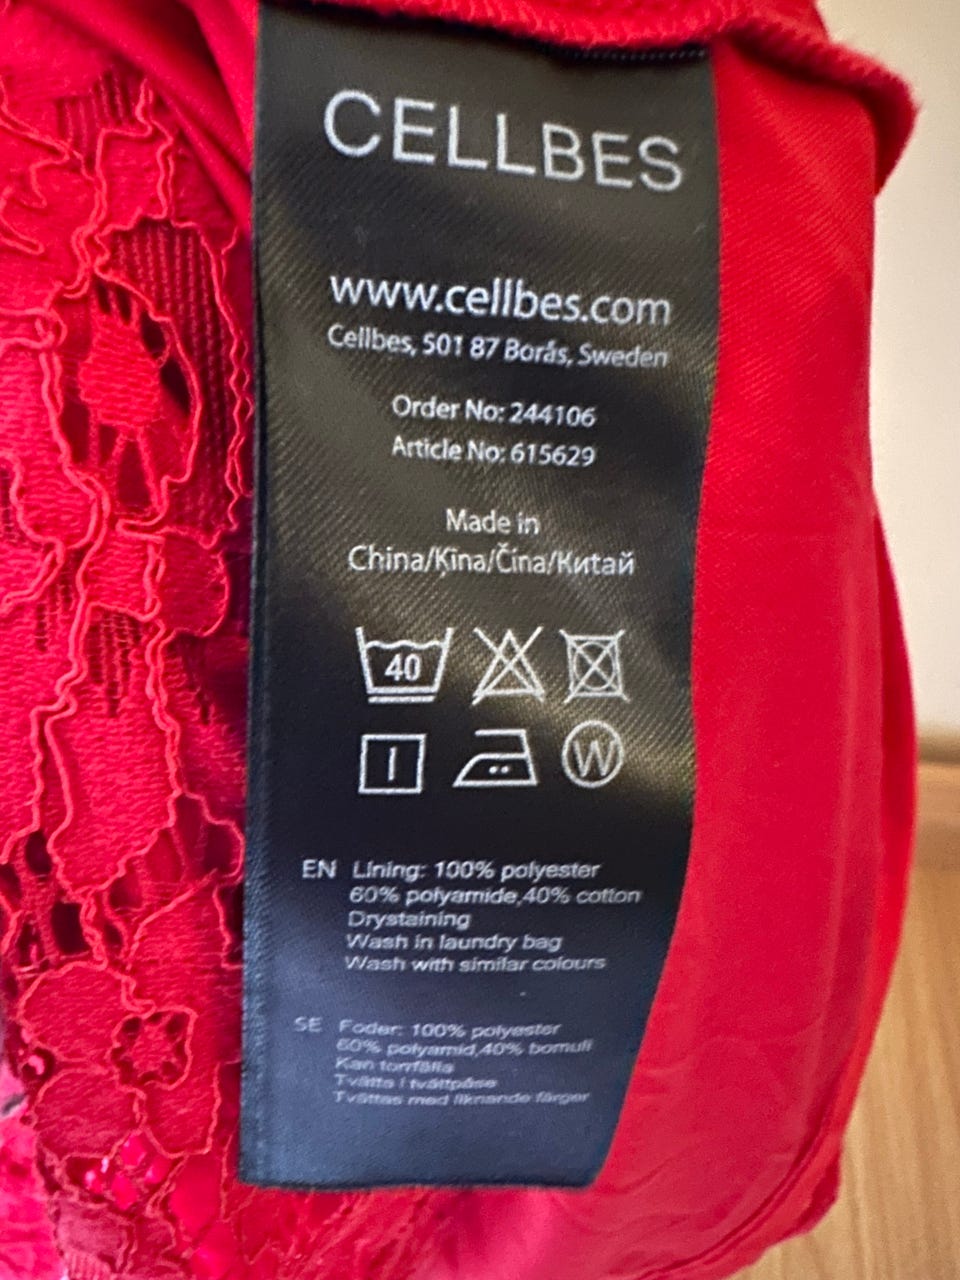 CELLBES
www.cellbes.com
Cellbes, 501 87 Borås, Sweden
Order No: 244106
Article No: 615629
Made in
China/Ķīna/Čína/Китай
40
W
EN Lining: 100% polyester
60% polyamide,40% cotton
Drystaining
Wash in laundry bag
Wash with similar colours
SE Foder: 100% polyester
60% polyamid,40% bomull
Kan torrfälla
Tvätta i tvättpåse
Tvättas med liknande färger